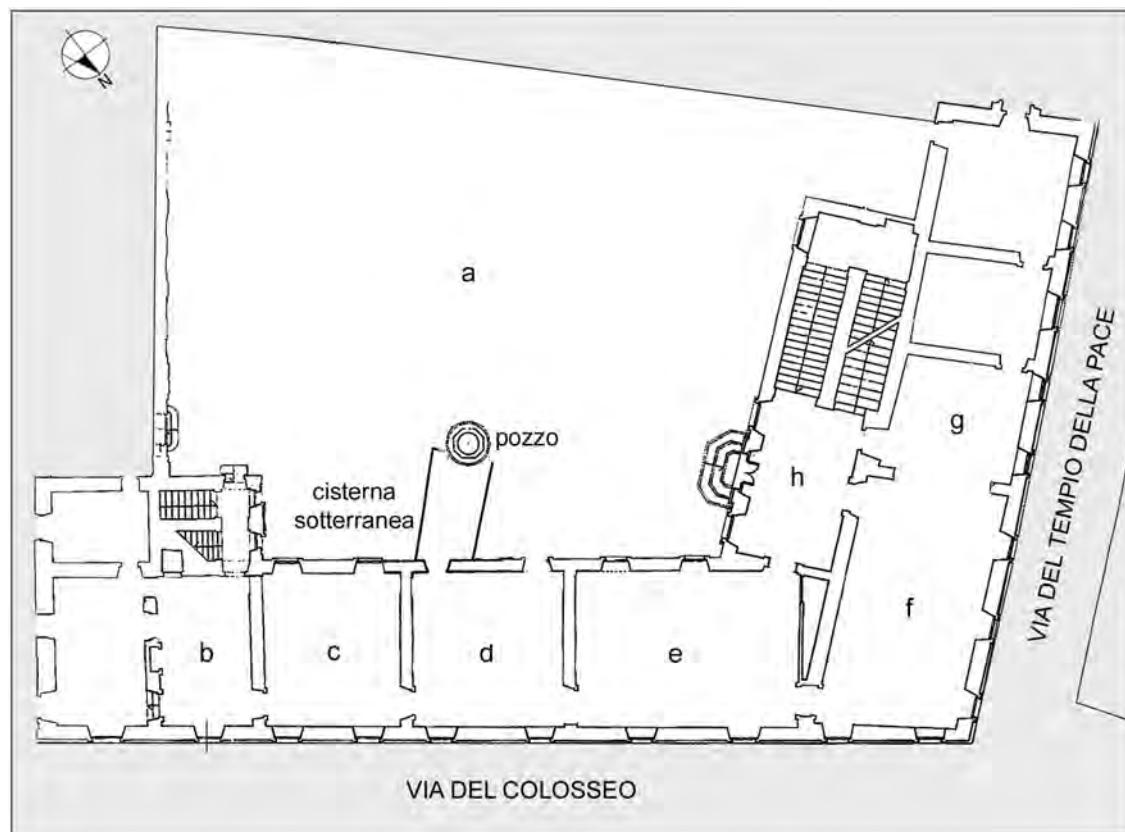 N
a
pozzo
cisterna
sotterranea
g
h
f
b
c
d
e
VIA DEL TEMPIO DELLA PACE
VIA DEL COLOSSEO